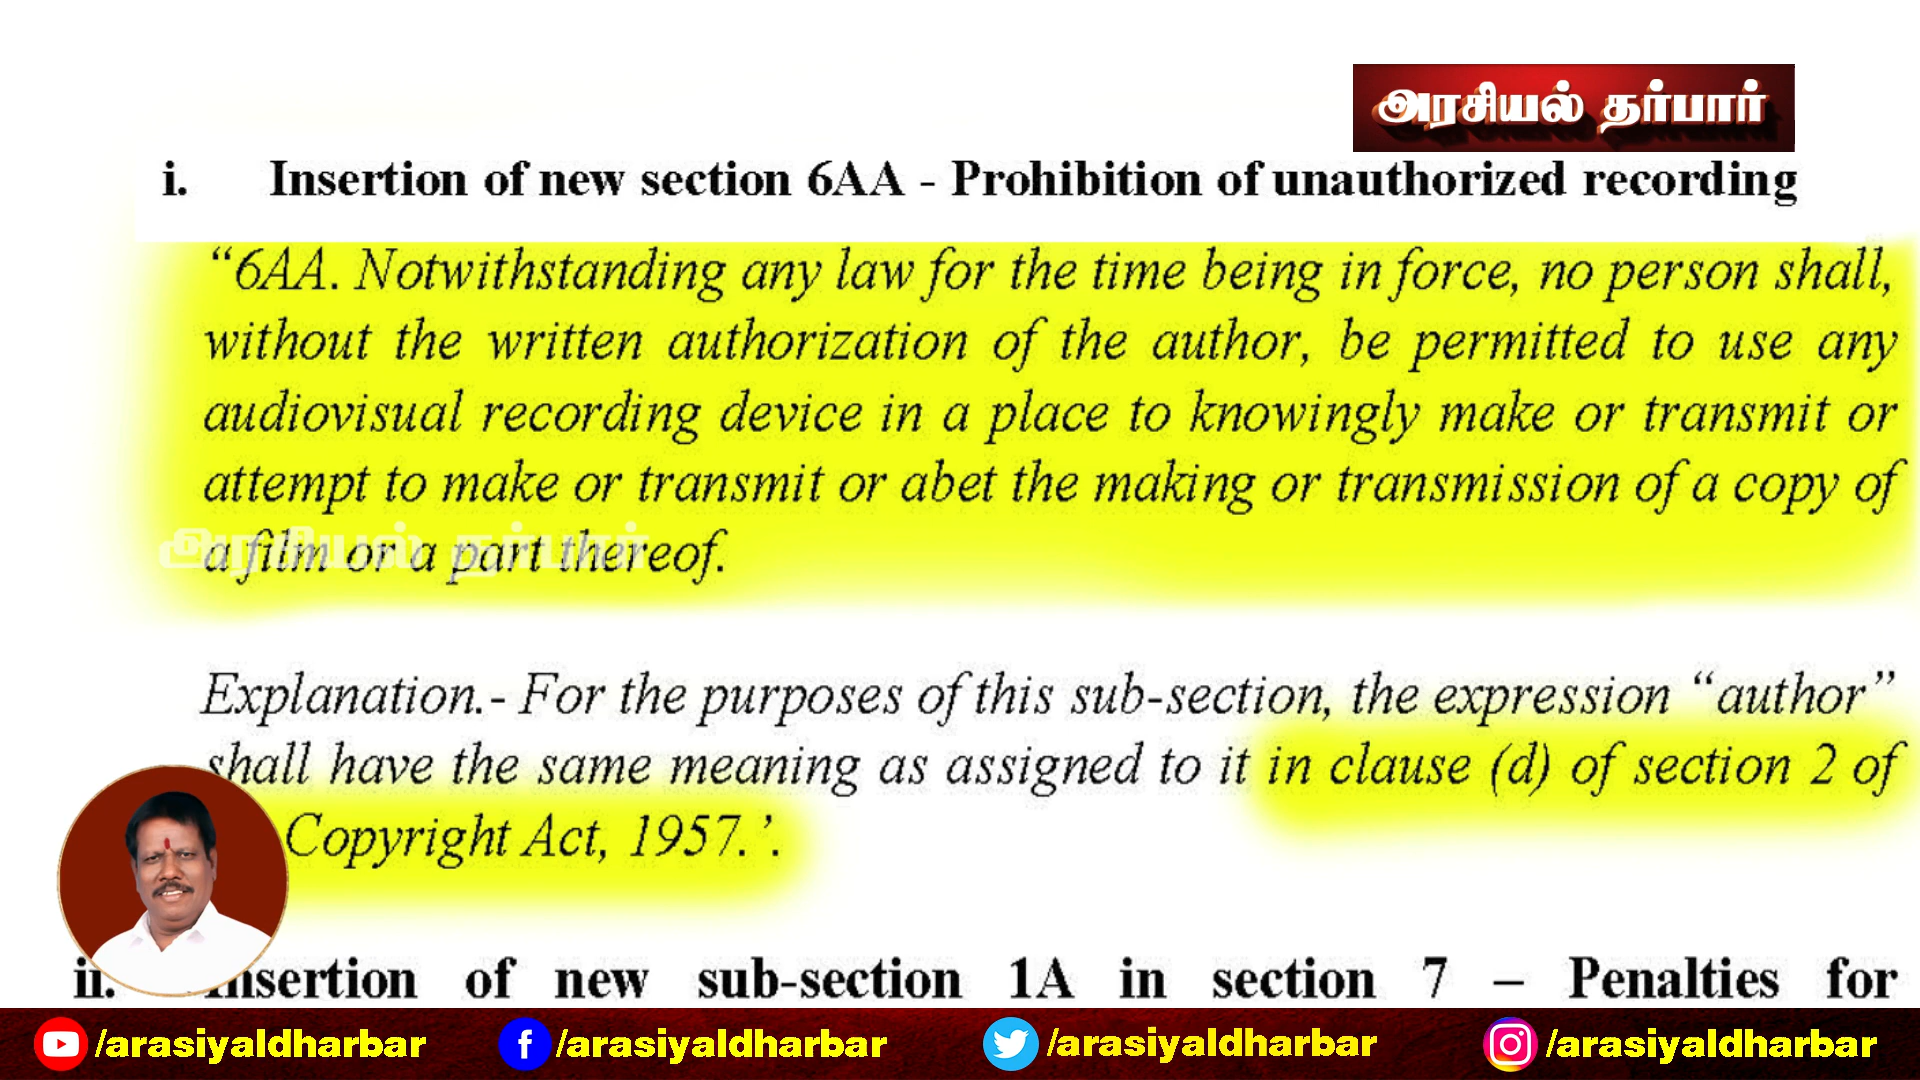 அரசியல் தர்பார்
i. Insertion of new section 6AA - Prohibition of unauthorized recording
“6AA. Notwithstanding any law for the time being in force, no person shall,
without the written authorization of the author, be permitted to use any
audiovisual recording device in a place to knowingly make or transmit or
attempt to make or transmit or abet the making or transmission of a copy of
a film or a part thereof.
அரசியல் தர்பார்
Explanation.- For the purposes of this sub-section, the expression “author”
shall have the same meaning as assigned to it in clause (d) of section 2 of
Copyright Act, 1957.’.
ii. Insertion of new sub-section 1A in section 7 – Penalties for
/arasiyaldharbar /arasiyaldharbar /arasiyaldharbar /arasiyaldharbar